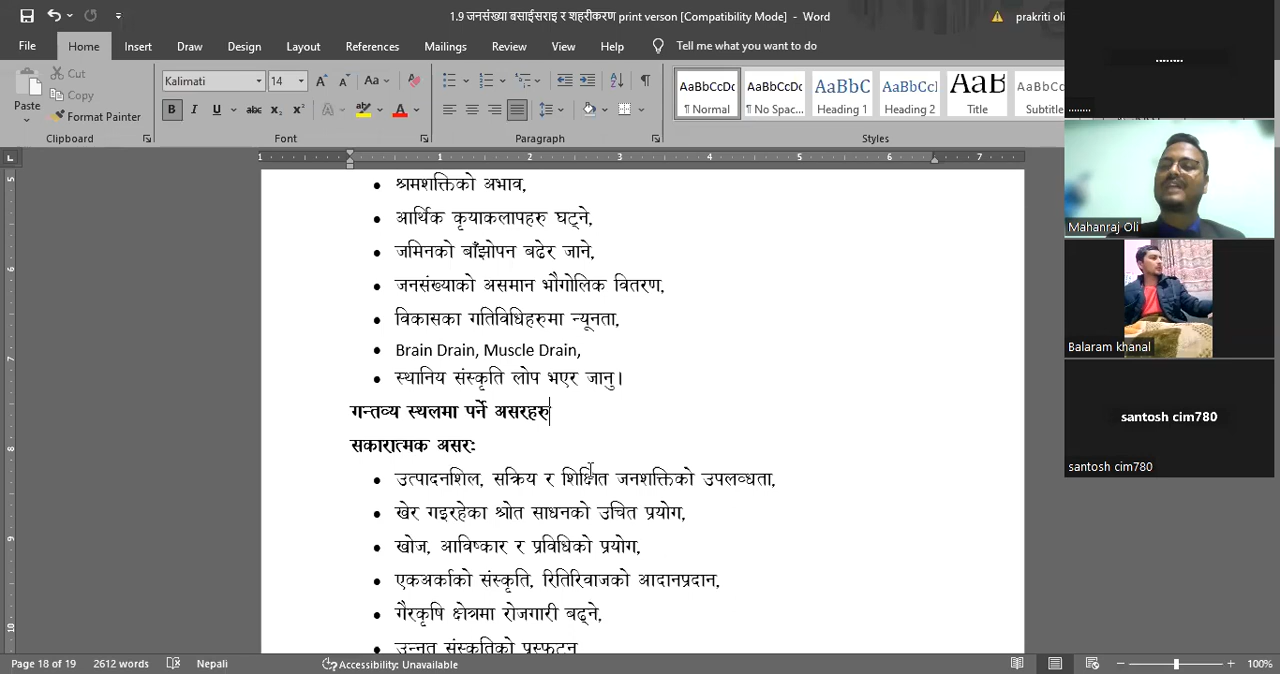 1.9 जनसंख्या बसाईसराइ र शहरीकरण print verson [Compatibility Mode] - Word
prakriti oli
File Home Insert Draw Design Layout References Mailings Review View Help Tell me what you want to do
Paste
Cut
Copy
Format Painter
Clipboard
Kalimati 14
Font
Paragraph
AaBbCcDc AaBbCcDc AaBbC AaBbCcl AaB AaBbCcD
¶ Normal ¶ No Spac... Heading 1 Heading 2 Title Subtitle
Styles
श्रमशक्तिको अभाव,
आर्थिक कृयाकलापहरु घट्ने,
जमिनको बाँझोपन बढेर जाने,
जनसंख्याको असमान भौगोलिक वितरण,
विकासका गतिविधिहरुमा न्यूनता,
Brain Drain, Muscle Drain,
स्थानिय संस्कृति लोप भएर जानु।
गन्तव्य स्थलमा पर्ने असरहरु
सकारात्मक असर:
उत्पादनशिल, सक्रिय र शिक्षित जनशक्तिको उपलव्धता,
खेर गइरहेका श्रोत साधनको उचित प्रयोग,
खोज, आविष्कार र प्रविधिको प्रयोग,
एकअर्काको संस्कृति, रितिरिवाजको आदानप्रदान,
गैरकृषि क्षेत्रमा रोजगारी बढ्ने,
उन्नत संस्कृतिको प्रस्फुटन
Page 18 of 19 2612 words Nepali Accessibility: Unavailable 100%
........
........
Mahanraj Oli
Balaram khanal
santosh cim780
santosh cim780